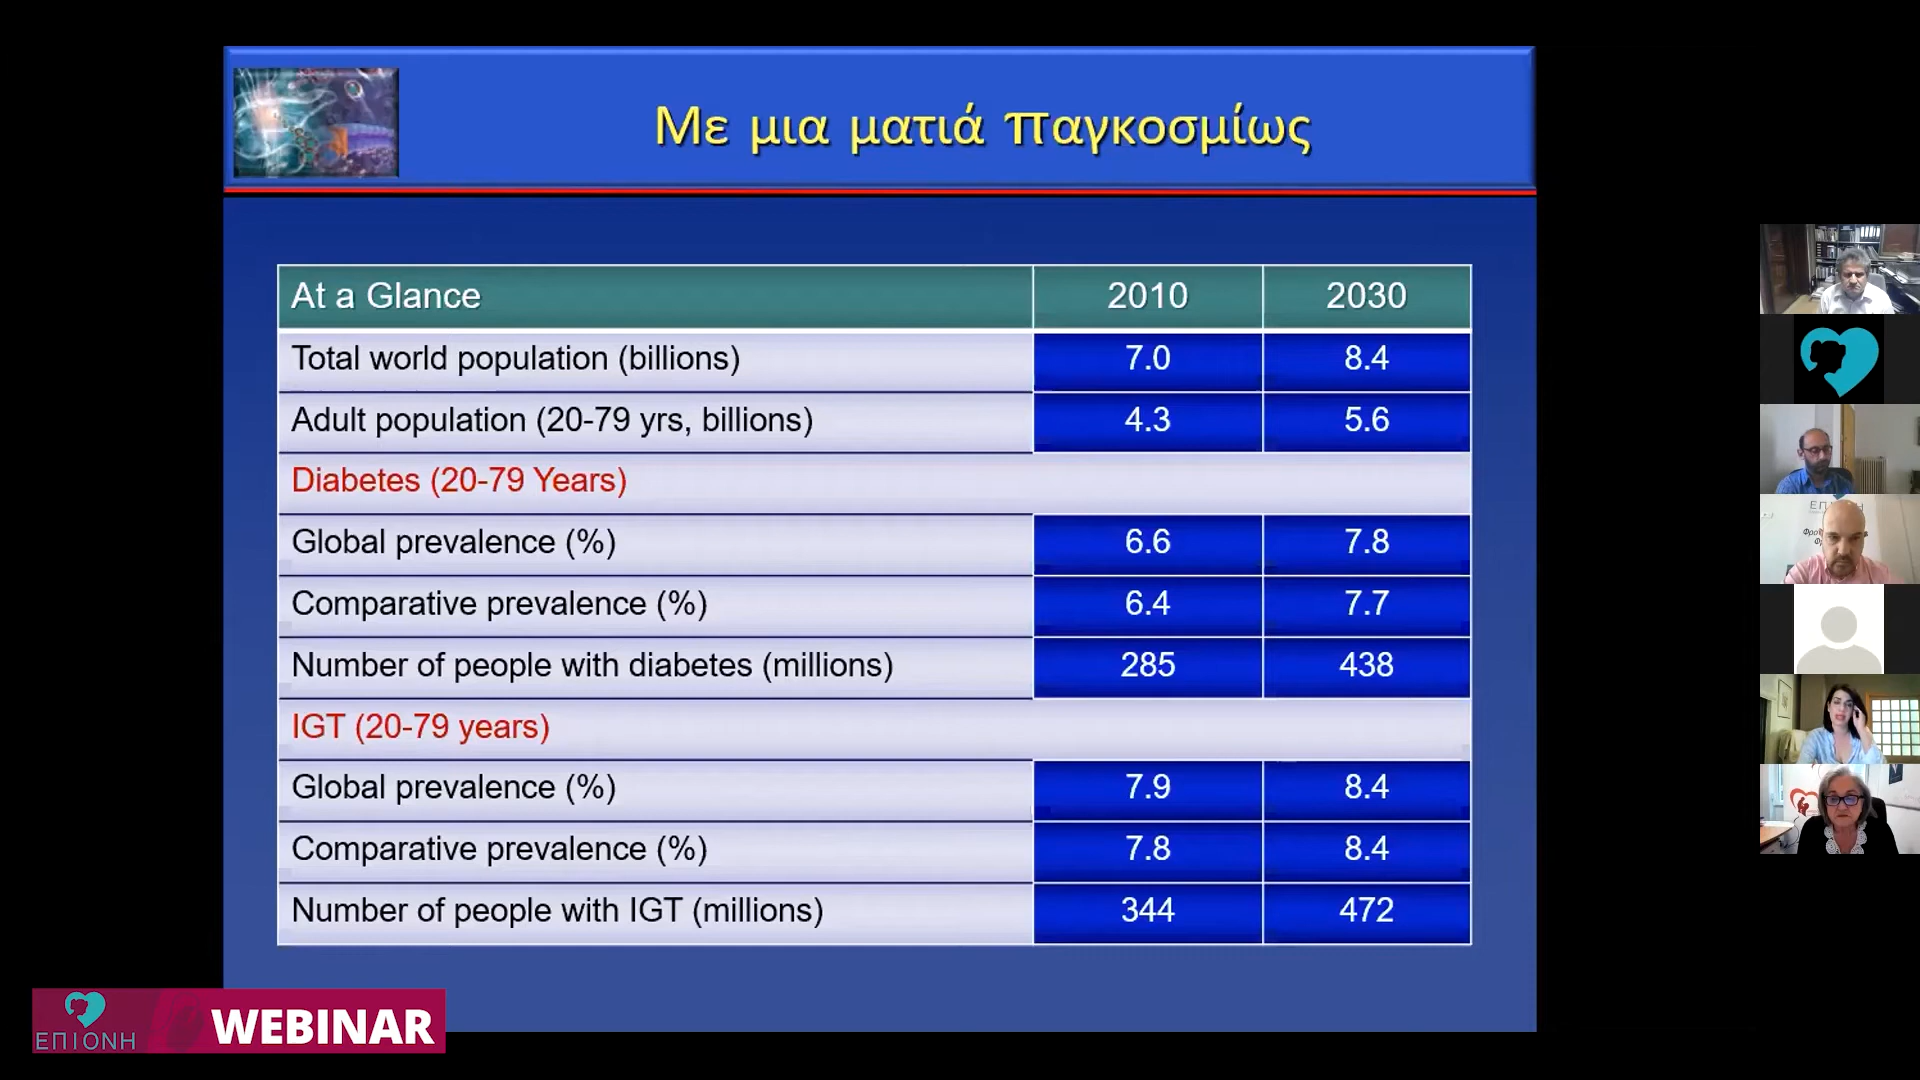 Με μια ματιά παγκοσμίως
At a Glance 2010 2030
Total world population (billions) 7.0 8.4
Adult population (20-79 yrs, billions) 4.3 5.6
Diabetes (20-79 Years)
Global prevalence (%) 6.6 7.8
Comparative prevalence (%) 6.4 7.7
Number of people with diabetes (millions) 285 438
IGT (20-79 years)
Global prevalence (%) 7.9 8.4
Comparative prevalence (%) 7.8 8.4
Number of people with IGT (millions) 344 472
ΕΠΙΟΝΗ
WEBINAR